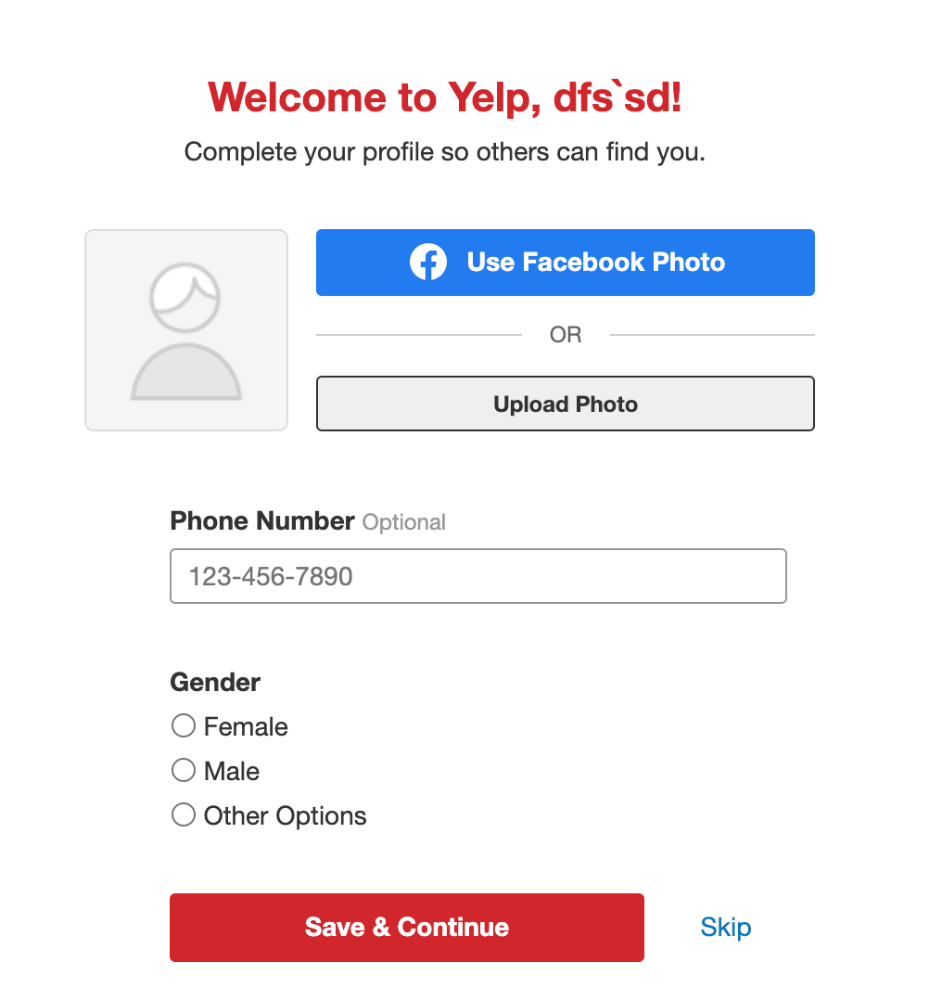 Welcome to Yelp, dfs`sd!
Complete your profile so others can find you.
Use Facebook Photo
OR
Upload Photo
Phone Number Optional
123-456-7890
Gender
Female
Male
Other Options
Save & Continue Skip